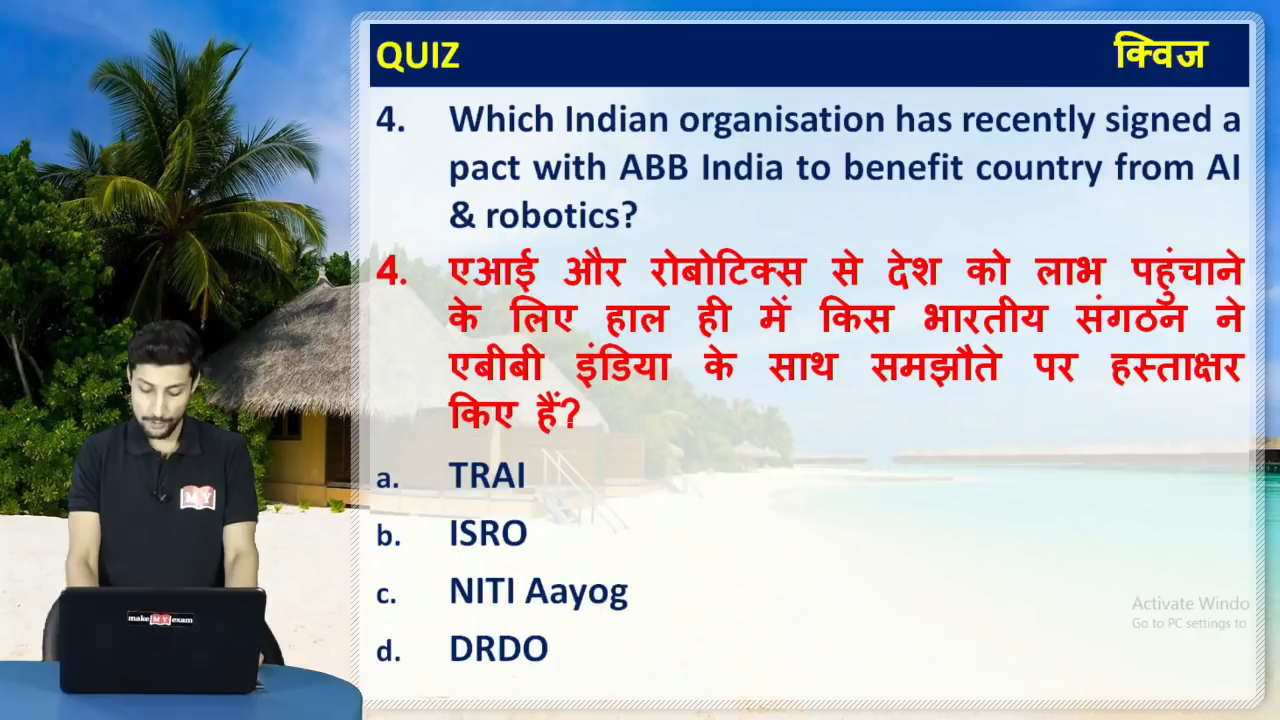 QUIZ क्विज
4. Which Indian organisation has recently signed a
pact with ABB India to benefit country from AI
& robotics?
4. एआई और रोबोटिक्स से देश को लाभ पहुंचाने
के लिए हाल ही में किस भारतीय संगठन ने
एबीबी इंडिया के साथ समझौते पर हस्ताक्षर
किए हैं?
a. TRAI
b. ISRO
c. NITI Aayog
d. DRDO
Activate Windo
Go to PC settings to
MY
make MY exam